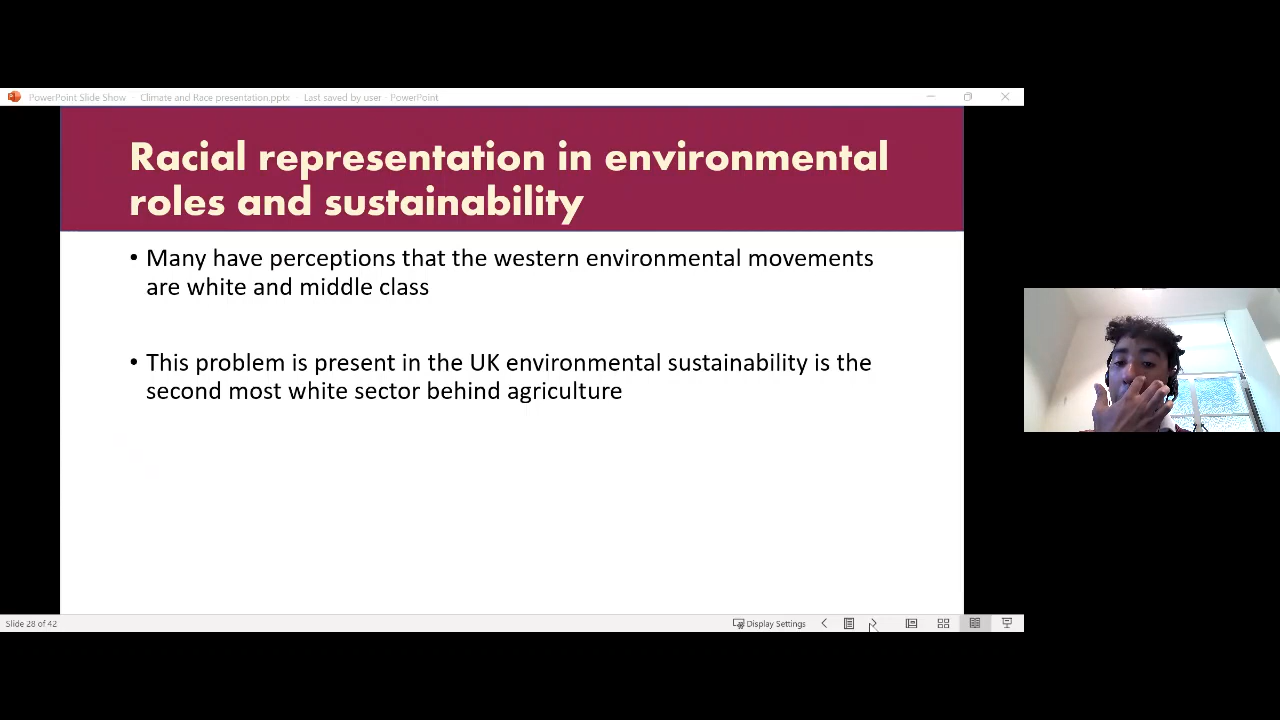 PowerPoint Slide Show - Climate and Race presentation.pptx - Last saved by user - PowerPoint
Racial representation in environmental
roles and sustainability
• Many have perceptions that the western environmental movements
are white and middle class
• This problem is present in the UK environmental sustainability is the
second most white sector behind agriculture
Slide 28 of 42
Display Settings